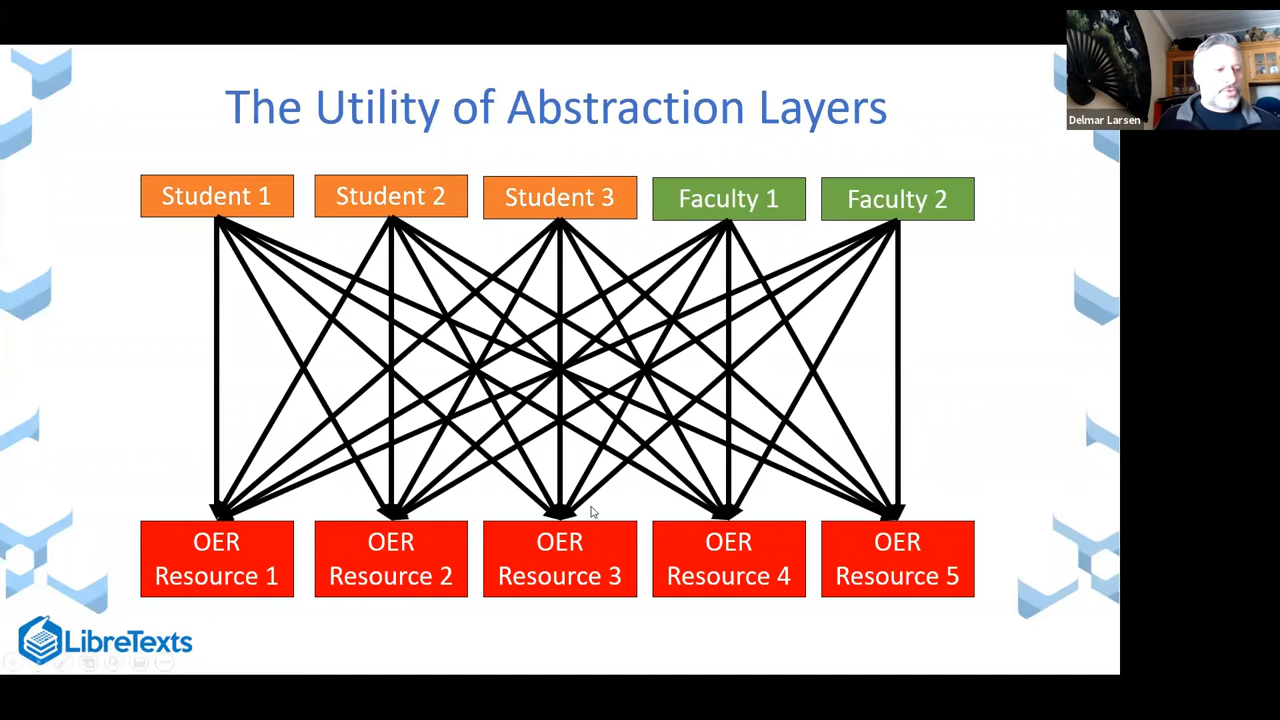 The Utility of Abstraction Layers
Delmar Larsen
Student 1
Student 2
Student 3
Faculty 1
Faculty 2
OER
Resource 1
OER
Resource 2
OER
Resource 3
OER
Resource 4
OER
Resource 5
LibreTexts